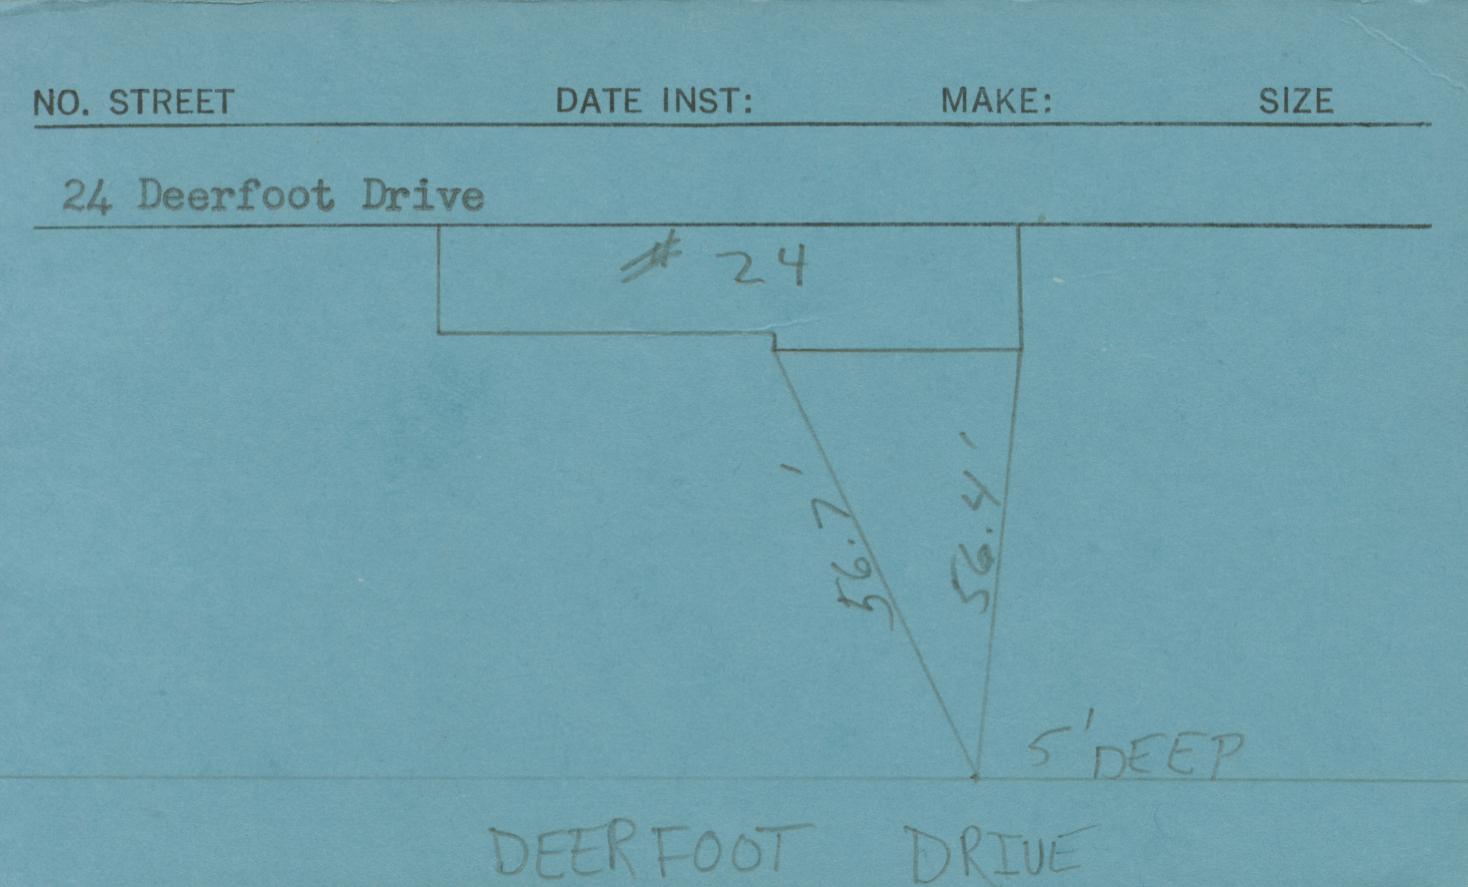 NO. STREET DATE INST: MAKE: SIZE
24 Deerfoot Drive
# 24
56.7'
56.4'
5' DEEP
DEERFOOT DRIVE